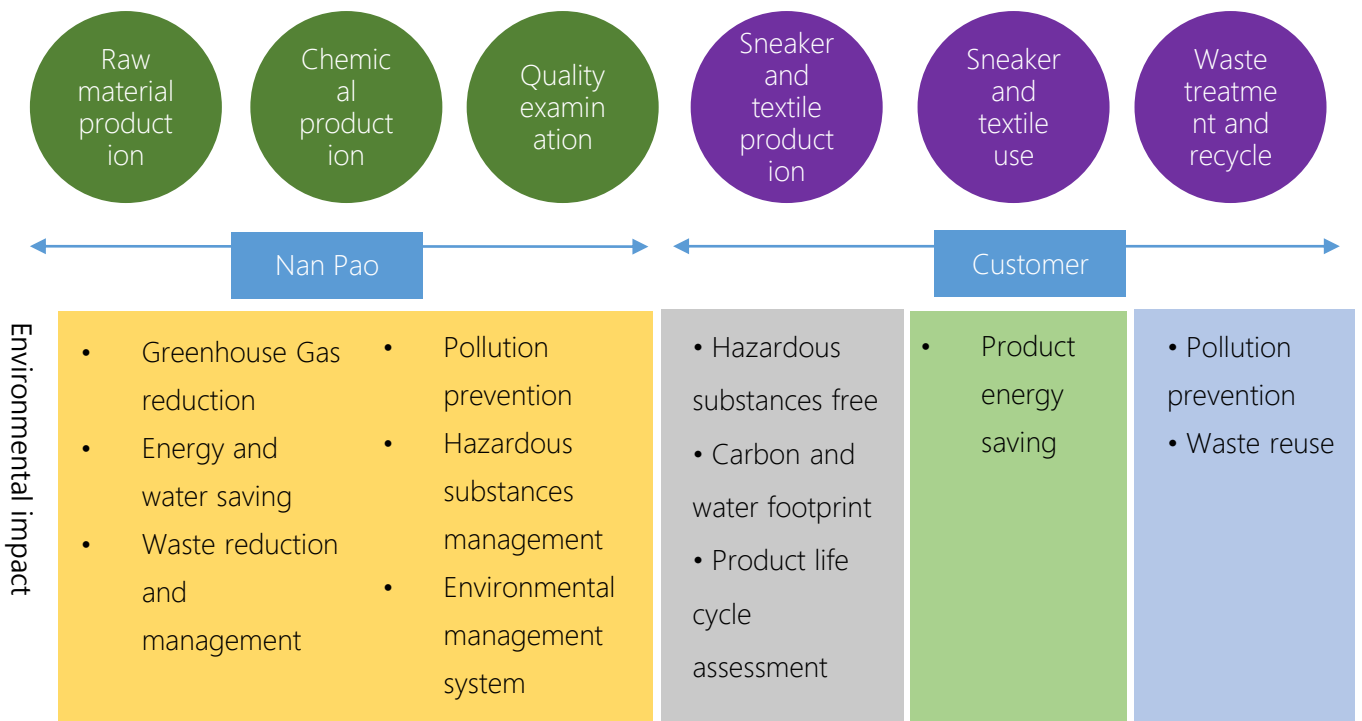 Raw
material
product
ion
Chemic
al
product
ion
Quality
examin
ation
Sneaker
and
textile
product
ion
Sneaker
and
textile
use
Waste
treatme
nt and
recycle
Nan Pao
Customer
Environmental impact
• Greenhouse Gas
reduction
• Energy and
water saving
• Waste reduction
and
management
• Pollution
prevention
• Hazardous
substances
management
• Environmental
management
system
• Hazardous
substances free
• Carbon and
water footprint
• Product life
cycle
assessment
• Product
energy
saving
• Pollution
prevention
• Waste reuse